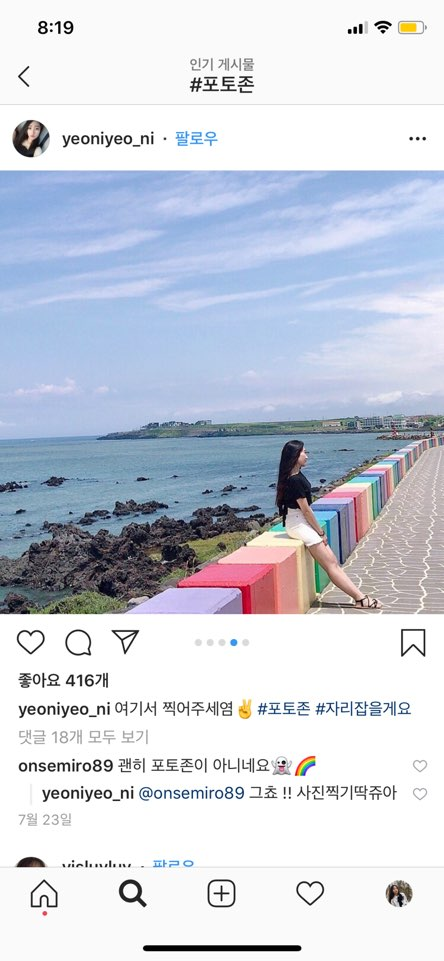 8:19
인기 게시물
#포토존
yeoniyeo_ni · 팔로우
좋아요 416개
yeoniyeo_ni 여기서 찍어주세염✌️ #포토존 #자리잡을게요
댓글 18개 모두 보기
onsemiro89 괜히 포토존이 아니네요👻🌈
yeoniyeo_ni @onsemiro89 그쵸 !! 사진찍기딱쥬아
7월 23일
yisluvluv · 팔로우